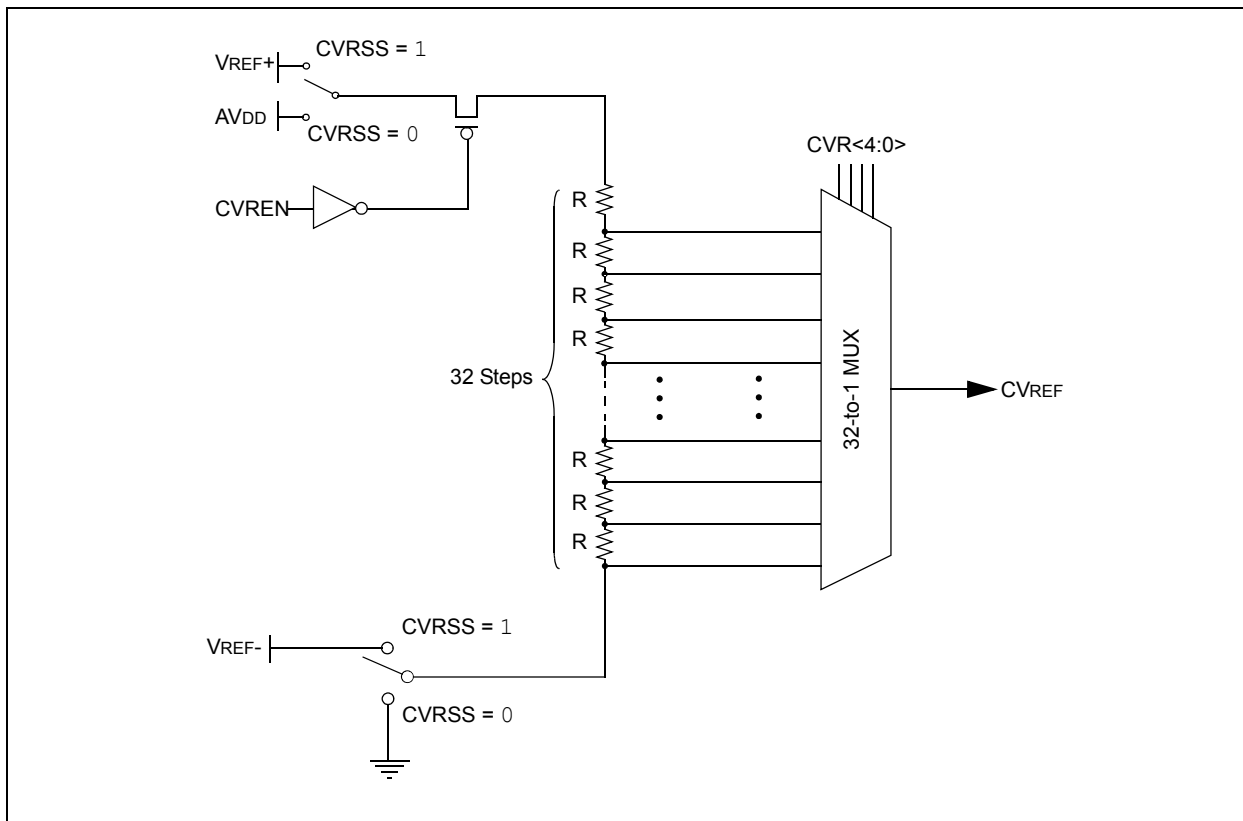 CVRSS = 1
VREF+
AVDD
CVRSS = 0
CVREN
CVR<4:0>
R
R
R
R
32 Steps
32-to-1 MUX
CVREF
R
R
R
CVRSS = 1
VREF-
CVRSS = 0